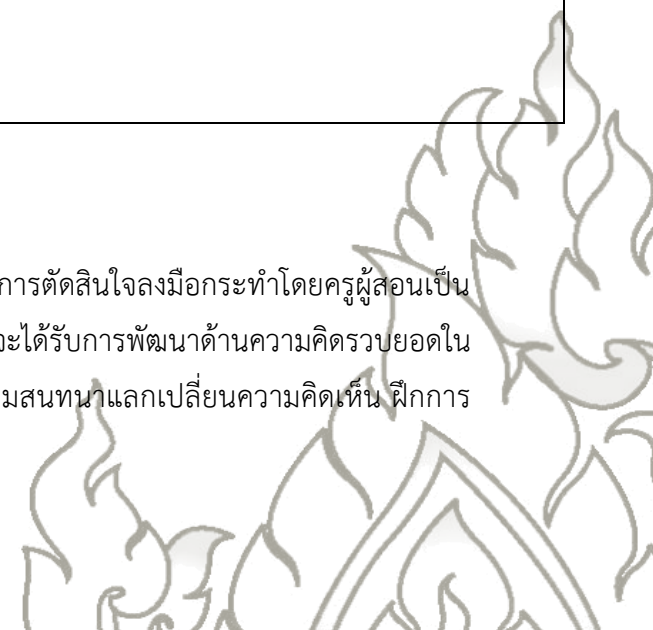 การตัดสินใจลงมือกระทำโดยครูผู้สอนเป็น
จะได้รับการพัฒนาด้านความคิดรวบยอดใน
มสนทนาแลกเปลี่ยนความคิดเห็น ฝึกการ